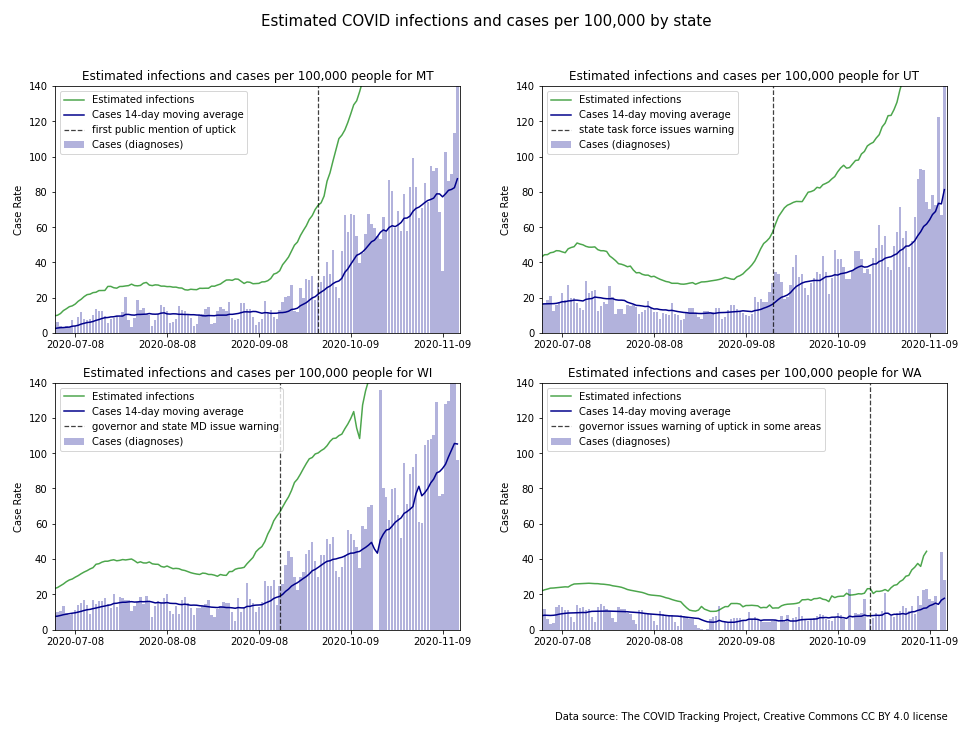 Estimated COVID infections and cases per 100,000 by state
Estimated infections and cases per 100,000 people for MT
Case Rate
140
120
100
80
60
40
20
0
Estimated infections
Cases 14-day moving average
first public mention of uptick
Cases (diagnoses)
2020-07-08 2020-08-08 2020-09-08 2020-10-09 2020-11-09
Estimated infections and cases per 100,000 people for UT
Case Rate
140
120
100
80
60
40
20
0
Estimated infections
Cases 14-day moving average
state task force issues warning
Cases (diagnoses)
2020-07-08 2020-08-08 2020-09-08 2020-10-09 2020-11-09
Estimated infections and cases per 100,000 people for WI
Case Rate
140
120
100
80
60
40
20
0
Estimated infections
Cases 14-day moving average
governor and state MD issue warning
Cases (diagnoses)
2020-07-08 2020-08-08 2020-09-08 2020-10-09 2020-11-09
Estimated infections and cases per 100,000 people for WA
Case Rate
140
120
100
80
60
40
20
0
Estimated infections
Cases 14-day moving average
governor issues warning of uptick in some areas
Cases (diagnoses)
2020-07-08 2020-08-08 2020-09-08 2020-10-09 2020-11-09
Data source: The COVID Tracking Project, Creative Commons CC BY 4.0 license